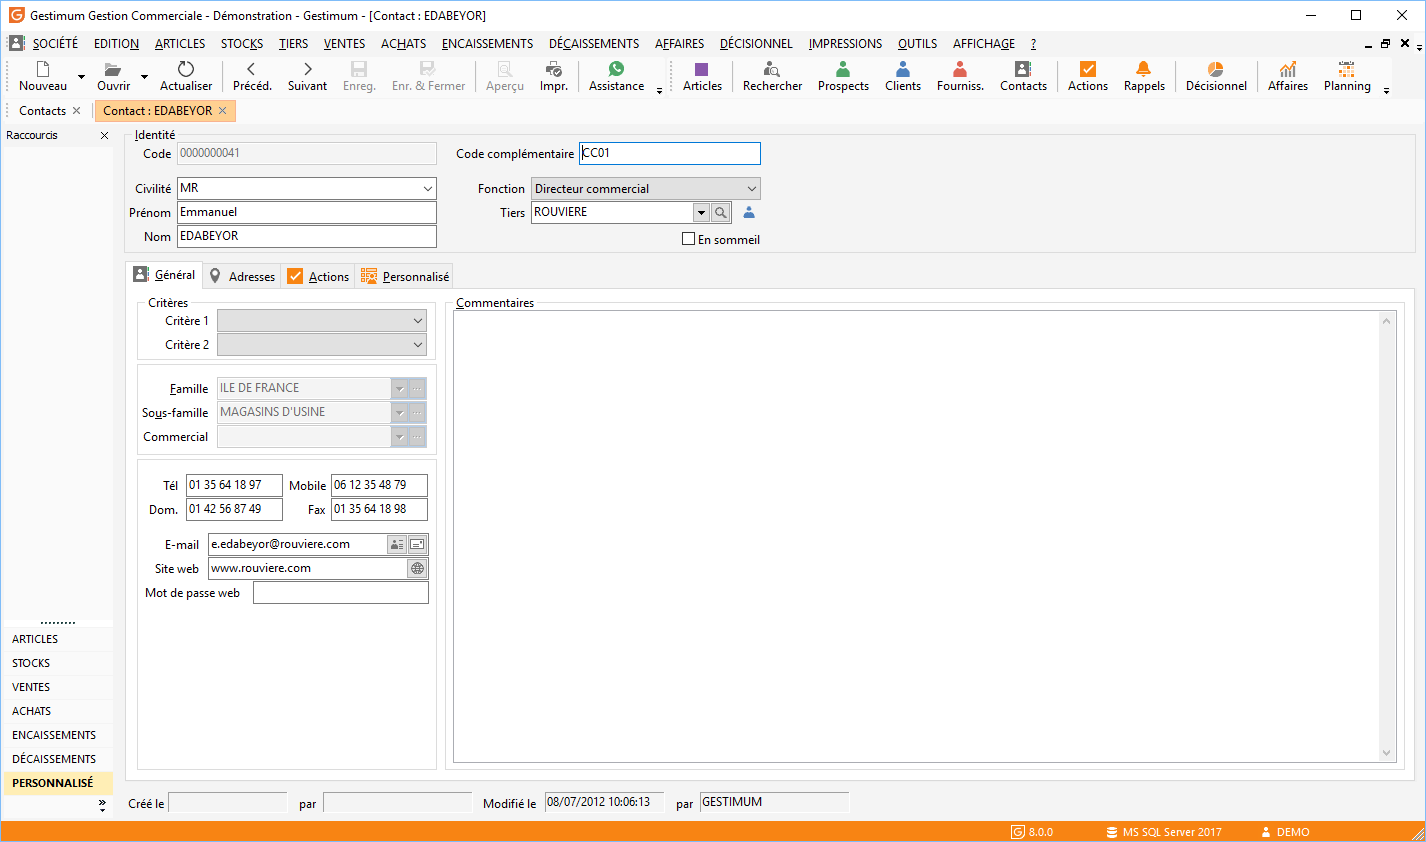 Gestimum Gestion Commerciale - Démonstration - Gestimum - [Contact : EDABEYOR]
SOCIÉTÉ EDITION ARTICLES STOCKS TIERS VENTES ACHATS ENCAISSEMENTS DÉCAISSEMENTS AFFAIRES DÉCISIONNEL IMPRESSIONS OUTILS AFFICHAGE ?
Nouveau Ouvrir Actualiser Précéd. Suivant Enreg. Enr. & Fermer Aperçu Impr. Assistance Articles Rechercher Prospects Clients Fourniss. Contacts Actions Rappels Décisionnel Affaires Planning
Contacts Contact : EDABEYOR
Raccourcis
Identité
Code 0000000041 Code complémentaire CC01
Civilité MR Fonction Directeur commercial
Prénom Emmanuel Tiers ROUVIERE
Nom EDABEYOR En sommeil
Général Adresses Actions Personnalisé
Critères Commentaires
Critère 1
Critère 2
Famille ILE DE FRANCE
Sous-famille MAGASINS D'USINE
Commercial
Tél 01 35 64 18 97 Mobile 06 12 35 48 79
Dom. 01 42 56 87 49 Fax 01 35 64 18 98
E-mail e.edabeyor@rouviere.com
Site web www.rouviere.com
Mot de passe web
ARTICLES
STOCKS
VENTES
ACHATS
ENCAISSEMENTS
DÉCAISSEMENTS
PERSONNALISÉ
Créé le par Modifié le 08/07/2012 10:06:13 par GESTIMUM
8.0.0 MS SQL Server 2017 DEMO